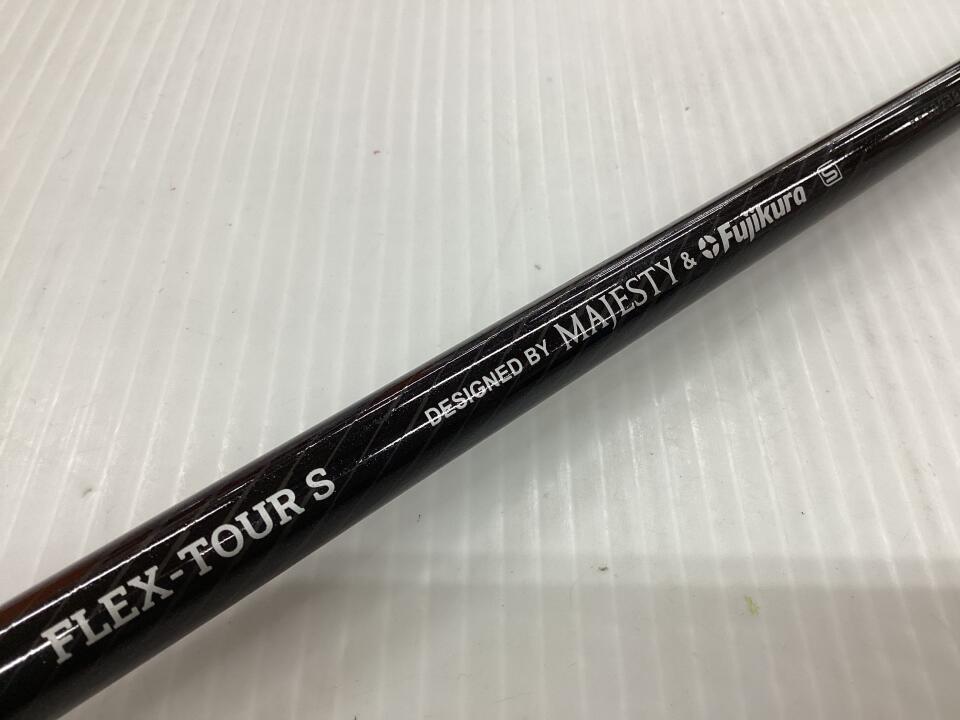 FLEX-TOUR S
DESIGNED BY MAJESTY & Fujikura S